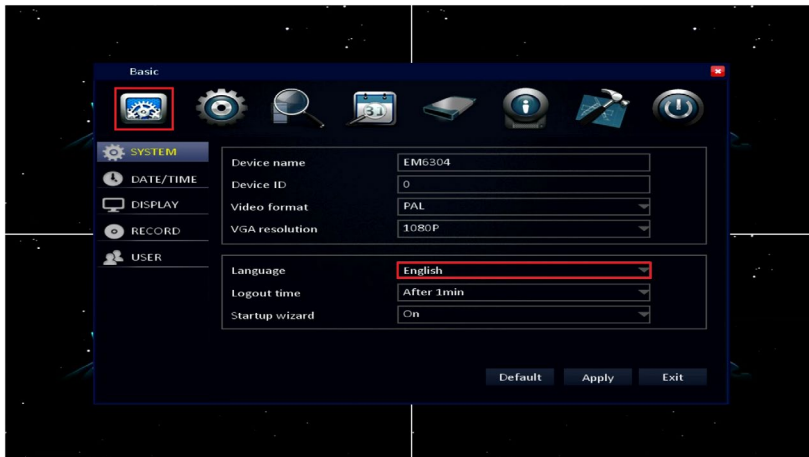 Basic
31
SYSTEM
DATE/TIME
DISPLAY
RECORD
USER
Device name EM6304
Device ID 0
Video format PAL
VGA resolution 1080P
Language English
Logout time After 1min
Startup wizard On
Default Apply Exit